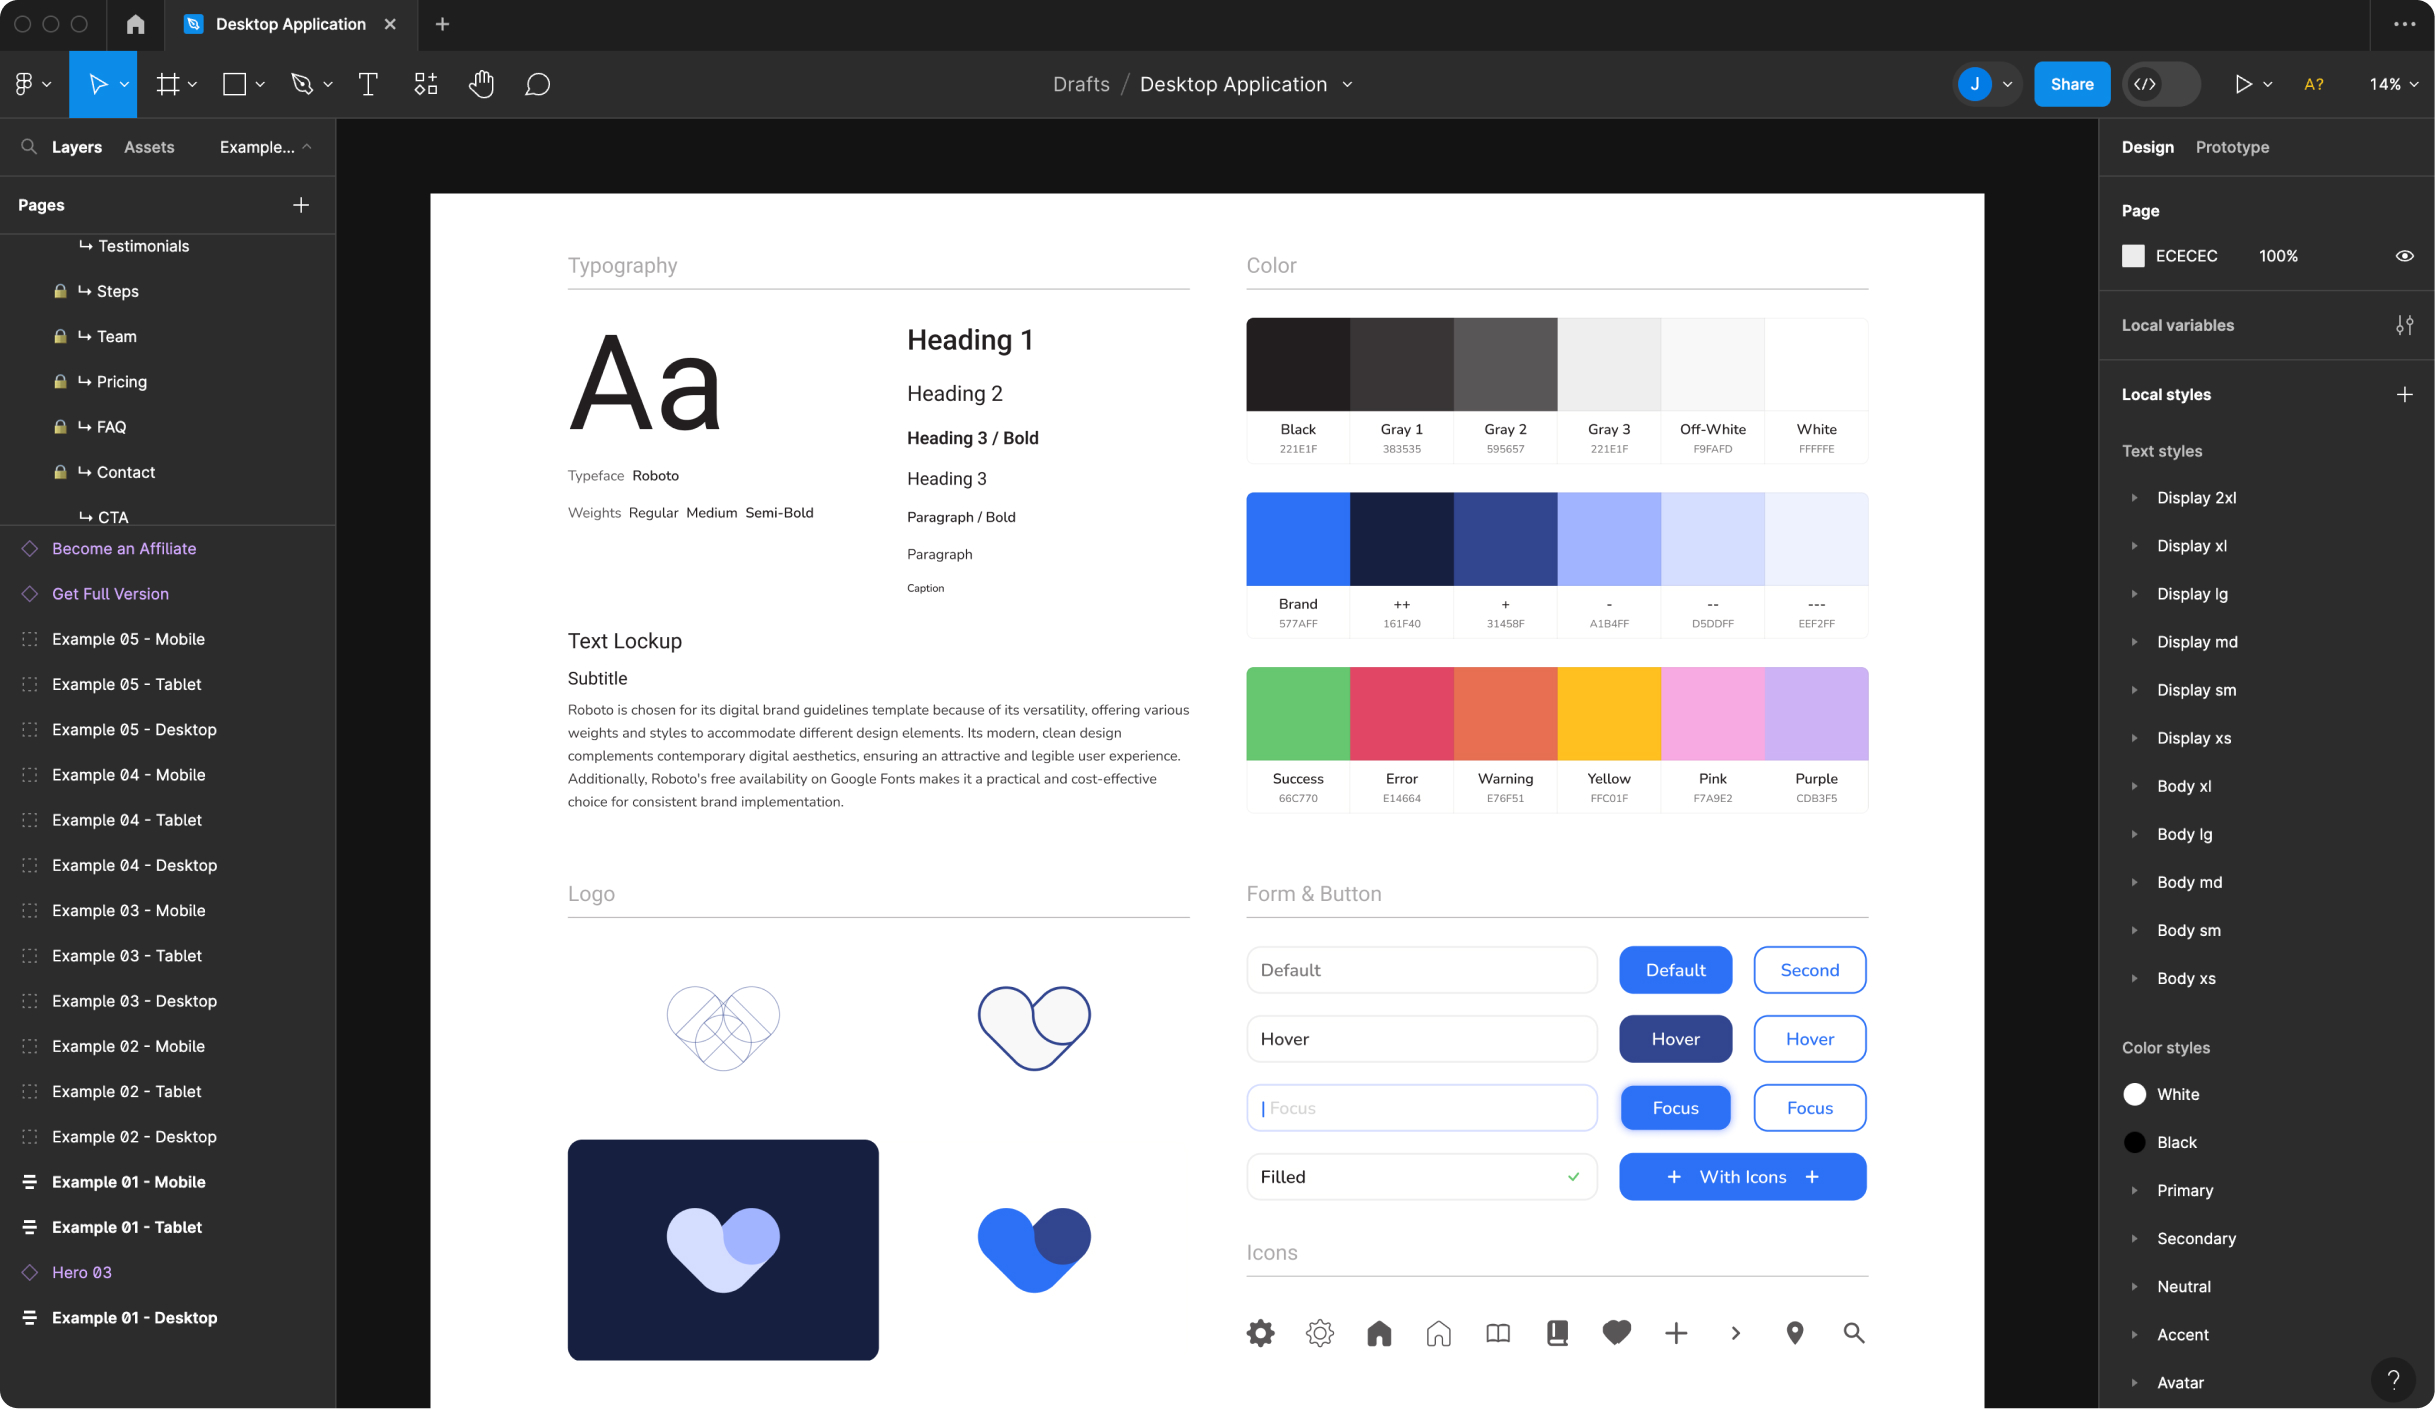 Desktop Application
Drafts / Desktop Application
J
Share
A?
14%
Layers
Assets
Example...
Pages
Testimonials
Steps
Team
Pricing
FAQ
Contact
CTA
Become an Affiliate
Get Full Version
Example 05 - Mobile
Example 05 - Tablet
Example 05 - Desktop
Example 04 - Mobile
Example 04 - Tablet
Example 04 - Desktop
Example 03 - Mobile
Example 03 - Tablet
Example 03 - Desktop
Example 02 - Mobile
Example 02 - Tablet
Example 02 - Desktop
Example 01 - Mobile
Example 01 - Tablet
Hero 03
Example 01 - Desktop
Typography
Aa
Typeface Roboto
Weights Regular Medium Semi-Bold
Heading 1
Heading 2
Heading 3 / Bold
Heading 3
Paragraph / Bold
Paragraph
Caption
Text Lockup
Subtitle
Roboto is chosen for its digital brand guidelines template because of its versatility, offering various
weights and styles to accommodate different design elements. Its modern, clean design
complements contemporary digital aesthetics, ensuring an attractive and legible user experience.
Additionally, Roboto's free availability on Google Fonts makes it a practical and cost-effective
choice for consistent brand implementation.
Logo
Color
Black Gray 1 Gray 2 Gray 3 Off-White White
221E1F 383535 595657 221E1F F9FAFD FFFFFE
Brand ++ + - -- ---
577AFF 161F40 31458F A1B4FF D5DDFF EEF2FF
Success Error Warning Yellow Pink Purple
66C770 E14664 E76F51 FFC01F F7A9E2 CDB3F5
Form & Button
Default Default Second
Hover Hover Hover
Focus Focus Focus
Filled With Icons
Icons
Design
Prototype
Page
ECECEC 100%
Local variables
Local styles
Text styles
Display 2xl
Display xl
Display lg
Display md
Display sm
Display xs
Body xl
Body lg
Body md
Body sm
Body xs
Color styles
White
Black
Primary
Secondary
Neutral
Accent
Avatar
?